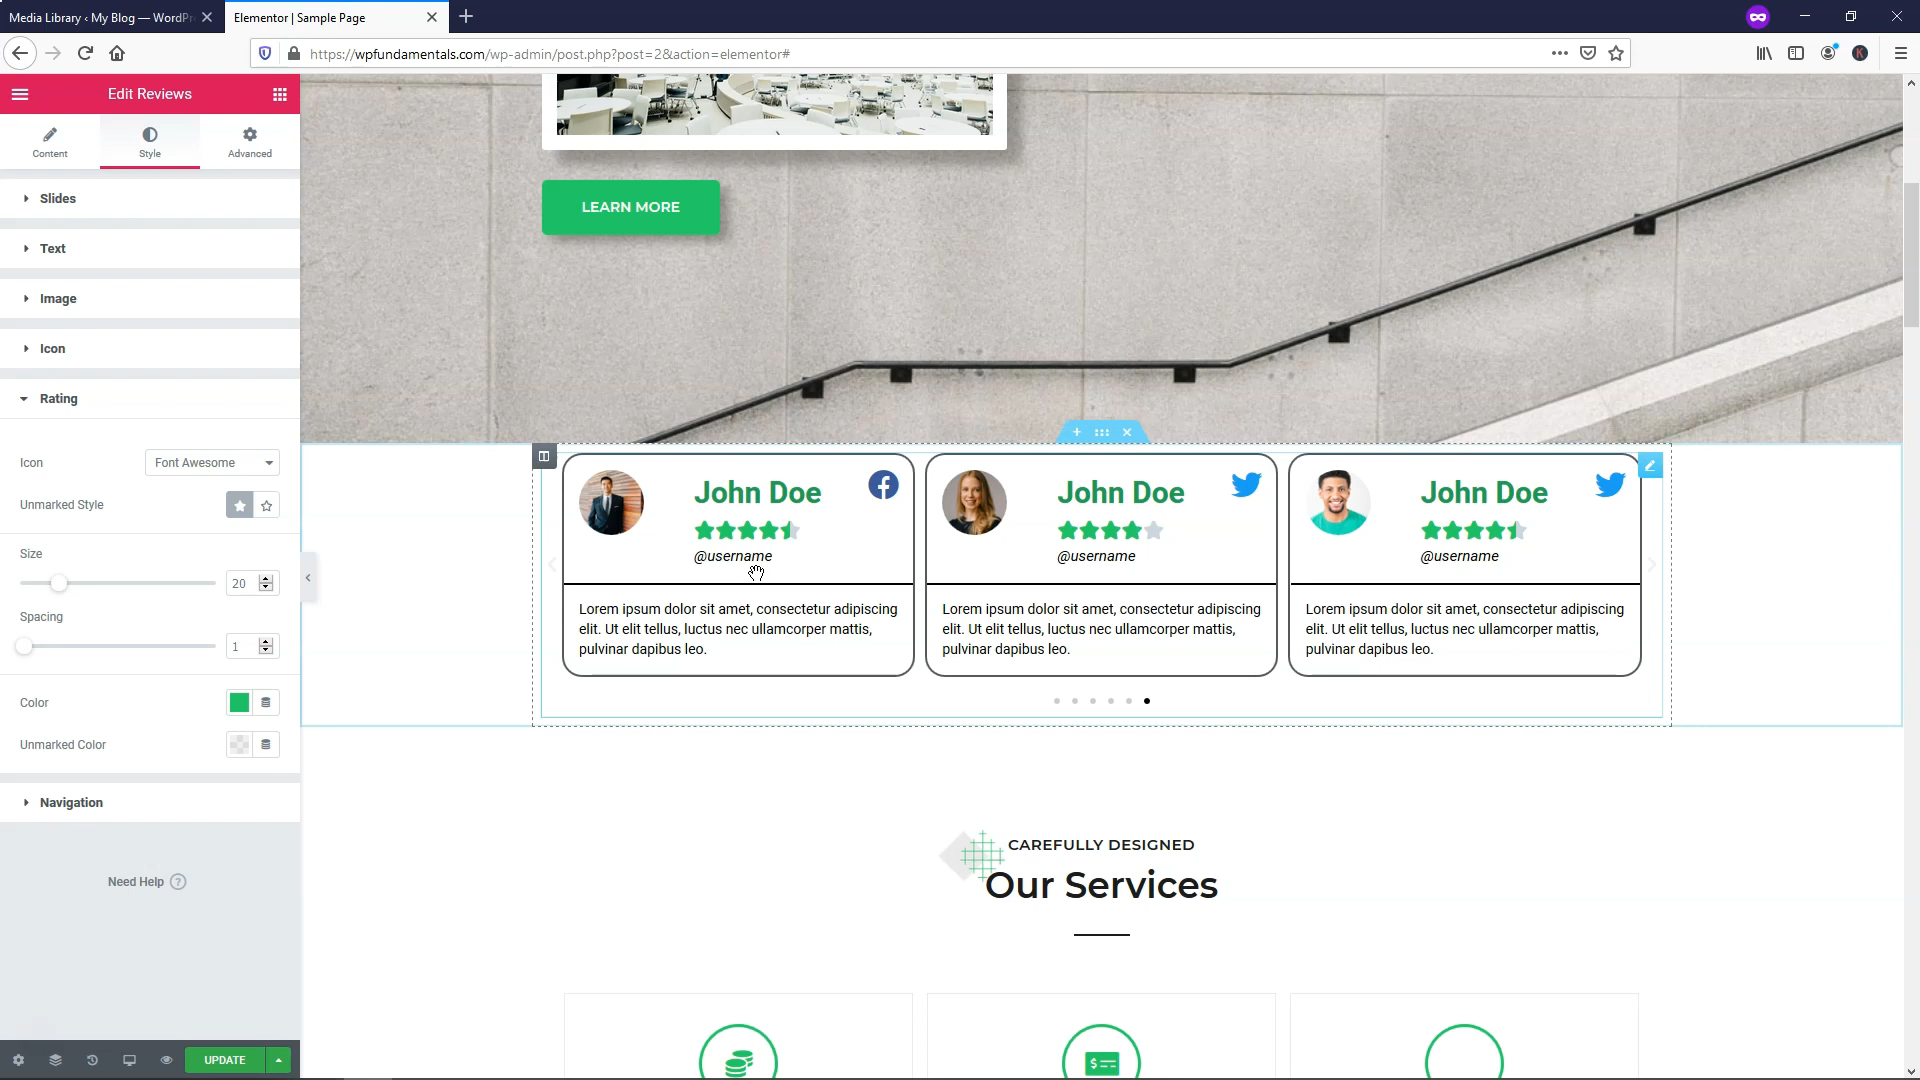 Media Library ‹ My Blog — WordPr
Elementor | Sample Page
https://wpfundamentals.com/wp-admin/post.php?post=2&action=elementor#
Edit Reviews
Content
Style
Advanced
Slides
Text
Image
Icon
Rating
Icon
Font Awesome
Unmarked Style
Size
20
Spacing
1
Color
Unmarked Color
Navigation
Need Help
UPDATE
LEARN MORE
John Doe
@username
Lorem ipsum dolor sit amet, consectetur adipiscing
elit. Ut elit tellus, luctus nec ullamcorper mattis,
pulvinar dapibus leo.
John Doe
@username
Lorem ipsum dolor sit amet, consectetur adipiscing
elit. Ut elit tellus, luctus nec ullamcorper mattis,
pulvinar dapibus leo.
John Doe
@username
Lorem ipsum dolor sit amet, consectetur adipiscing
elit. Ut elit tellus, luctus nec ullamcorper mattis,
pulvinar dapibus leo.
CAREFULLY DESIGNED
Our Services